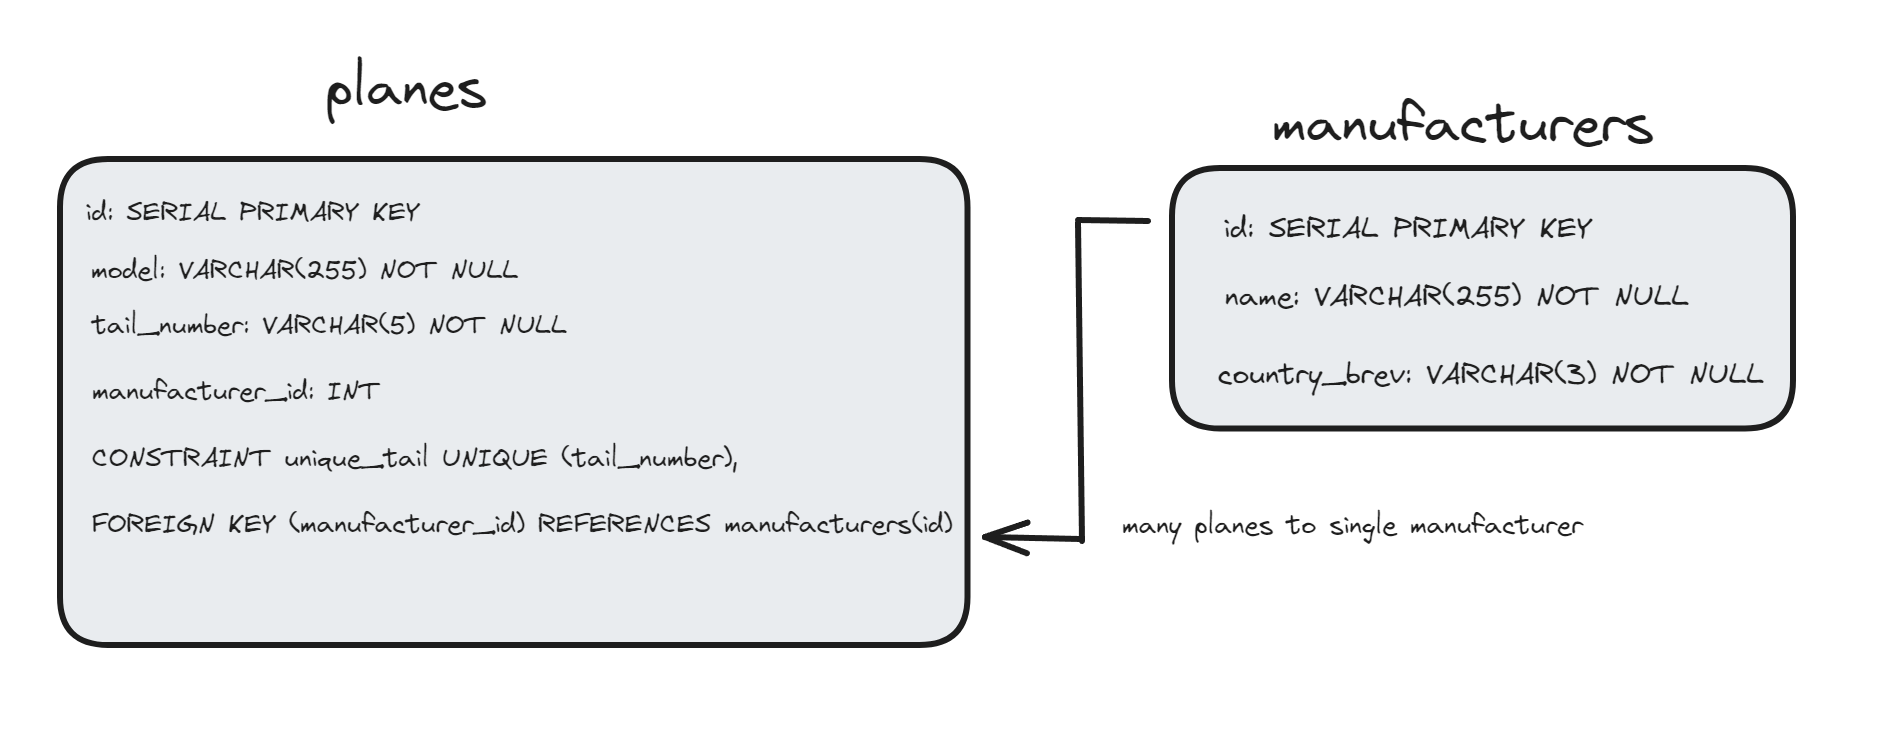 planes
id: SERIAL PRIMARY KEY
model: VARCHAR(255) NOT NULL
tail_number: VARCHAR(5) NOT NULL
manufacturer_id: INT
CONSTRAINT unique_tail UNIQUE (tail_number),
FOREIGN KEY (manufacturer_id) REFERENCES manufacturers(id)
manufacturers
id: SERIAL PRIMARY KEY
name: VARCHAR(255) NOT NULL
country_brev: VARCHAR(3) NOT NULL
many planes to single manufacturer